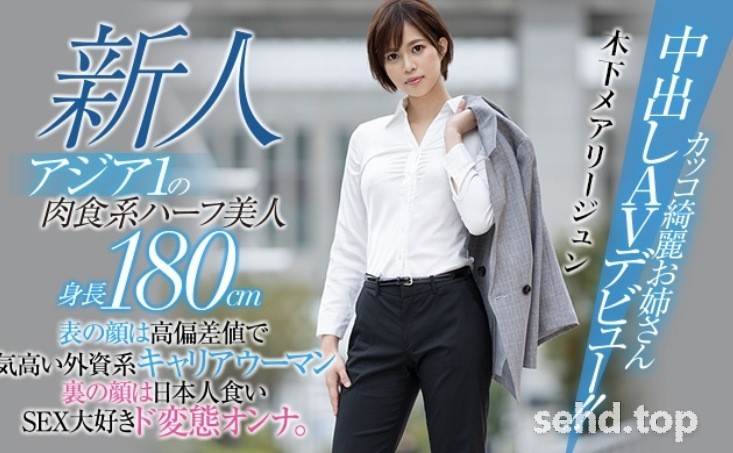 新人
アジア1の
肉食系ハーフ美人
身長180cm
表の顔は高偏差値で
気高い外資系キャリアウーマン
裏の顔は日本人食い
SEX大好きド変態オンナ。
中出しAVデビュー!!
カッコ綺麗お姉さん
木下メアリージュン
sehd.top